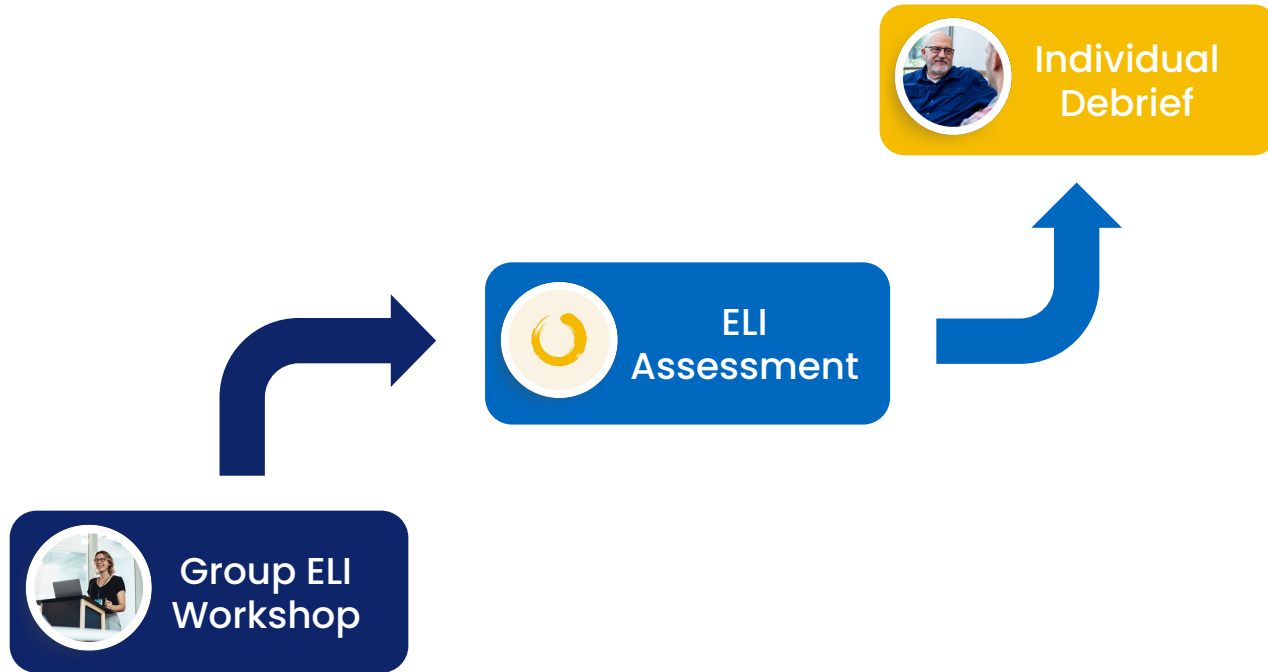 Individual
Debrief
ELI
Assessment
Group ELI
Workshop